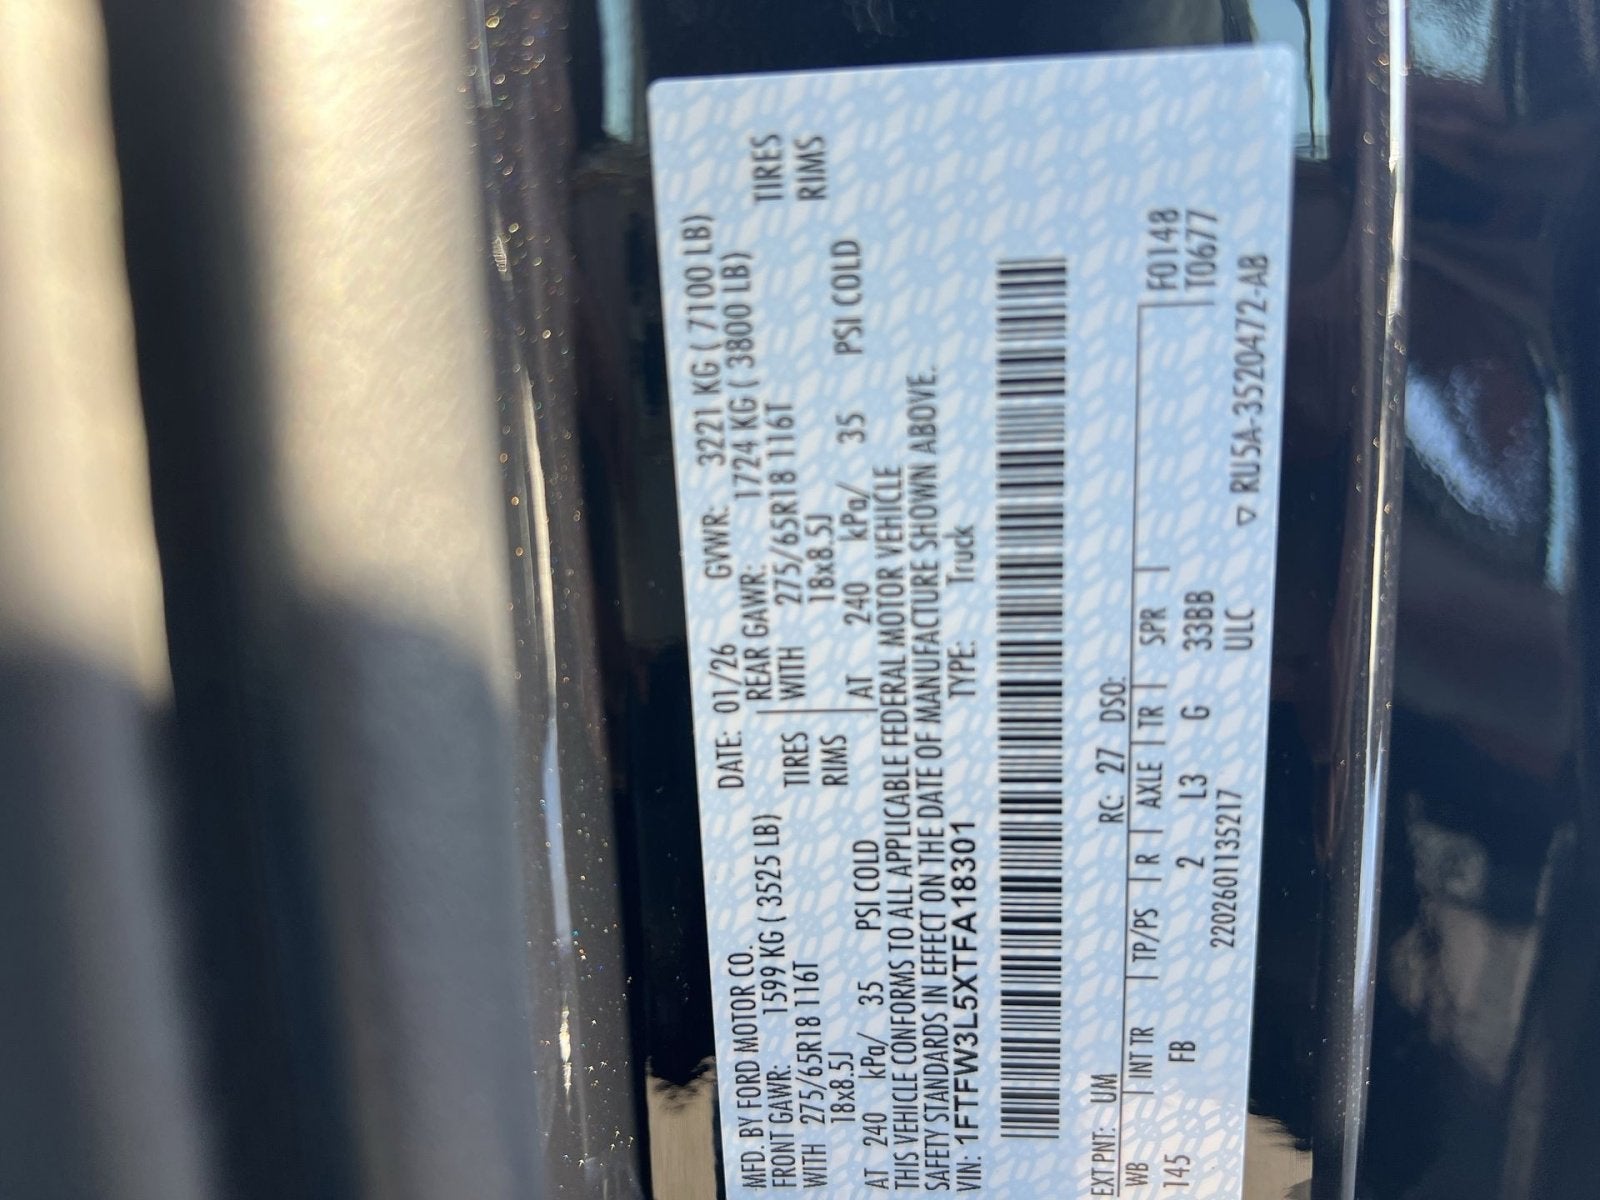 MFD. BY FORD MOTOR CO. DATE: 01/26 GVWR: 3221 KG ( 7100 LB)
FRONT GAWR: 1599 KG ( 3525 LB) REAR GAWR: 1724 KG ( 3800 LB)
WITH 275/65R18 116T TIRES WITH 275/65R18 116T TIRES
18x8.5J RIMS 18x8.5J RIMS
AT 240 kPa/ 35 PSI COLD AT 240 kPa/ 35 PSI COLD
THIS VEHICLE CONFORMS TO ALL APPLICABLE FEDERAL MOTOR VEHICLE
SAFETY STANDARDS IN EFFECT ON THE DATE OF MANUFACTURE SHOWN ABOVE.
VIN: 1FTFW3L5XTFA18301 TYPE: Truck
EXT PNT: UM RC: 27 DSO:
WB INT TR TP/PS R AXLE TR SPR F0148
145 FB 2 L3 G 33BB T0677
2202601135217 ULC ▽ RU5A-3520472-AB